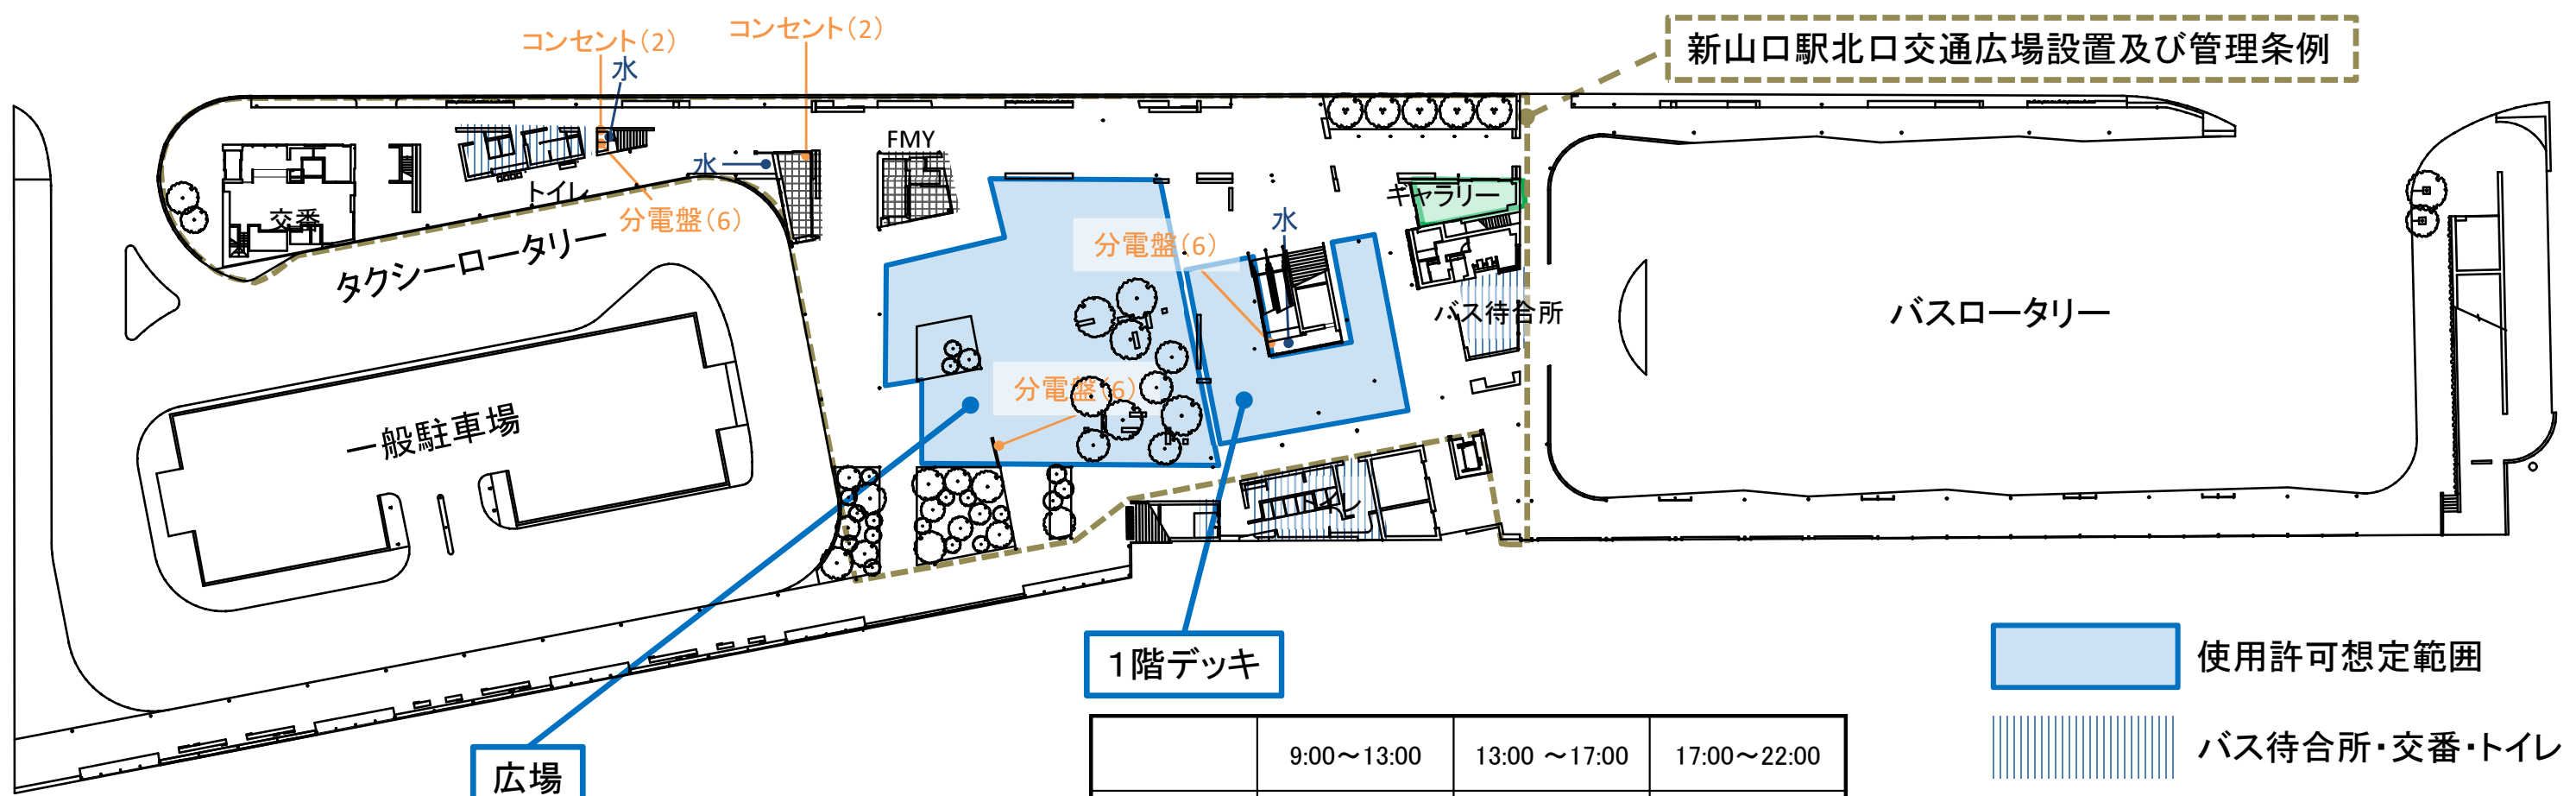 コンセント(2)
コンセント(2)
水
新山口駅北口交通広場設置及び管理条例
FMY
水
トイレ
交番
分電盤(6)
タクシーロータリー
ギャラリー
水
分電盤(6)
バス待合所
バスロータリー
分電盤(6)
一般駐車場
トイレ
1階デッキ
使用許可想定範囲
広場
9:00～13:00
13:00 ～17:00
17:00～22:00
バス待合所・交番・トイレ